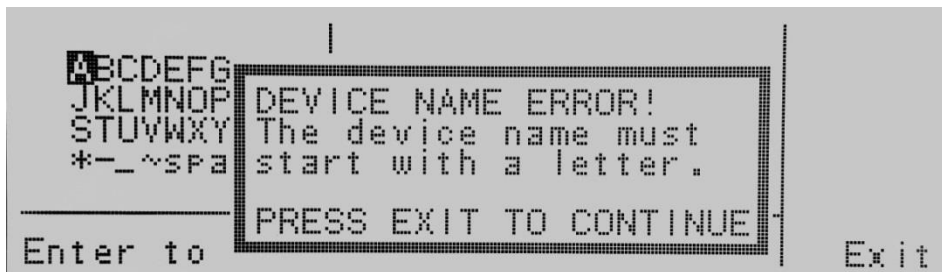 ABCDEFG
JKLMNOP
STUVWXY
*-_~spa
DEVICE NAME ERROR!
The device name must
start with a letter.
PRESS EXIT TO CONTINUE
Enter to
Exit